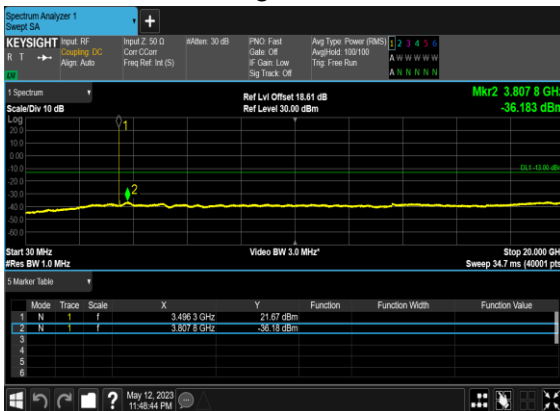 Spectrum Analyzer 1
Swept SA
+
KEYSIGHT Input: RF Input Z: 50 Ω #Atten: 30 dB PNO: Fast Avg Type: Power (RMS) 1 2 3 4 5 6
R T Coupling: DC Corr CCorr Gate: Off Avg|Hold: 100/100 A W W W W W
Align: Auto Freq Ref: Int (S) IF Gain: Low Trig: Free Run
Sig Track: Off A N N N N N
1 Spectrum Ref Lvl Offset 18.61 dB Mkr2 3.807 8 GHz
Scale/Div 10 dB Ref Level 30.00 dBm -36.183 dBm
Log
20.0
10.0
0.00
-10.0
-20.0
-30.0
-40.0
-50.0
-60.0
1
2
DL1 -13.00 dBm
Start 30 MHz Video BW 3.0 MHz* Stop 20.000 GH
#Res BW 1.0 MHz Sweep 34.7 ms (40001 pts
5 Marker Table
Mode Trace Scale X Y Function Function Width Function Value
1 N 1 f 3.496 3 GHz 21.67 dBm
2 N 1 f 3.807 8 GHz -36.18 dBm
3
4
5
6
? May 12, 2023
11:48:44 PM